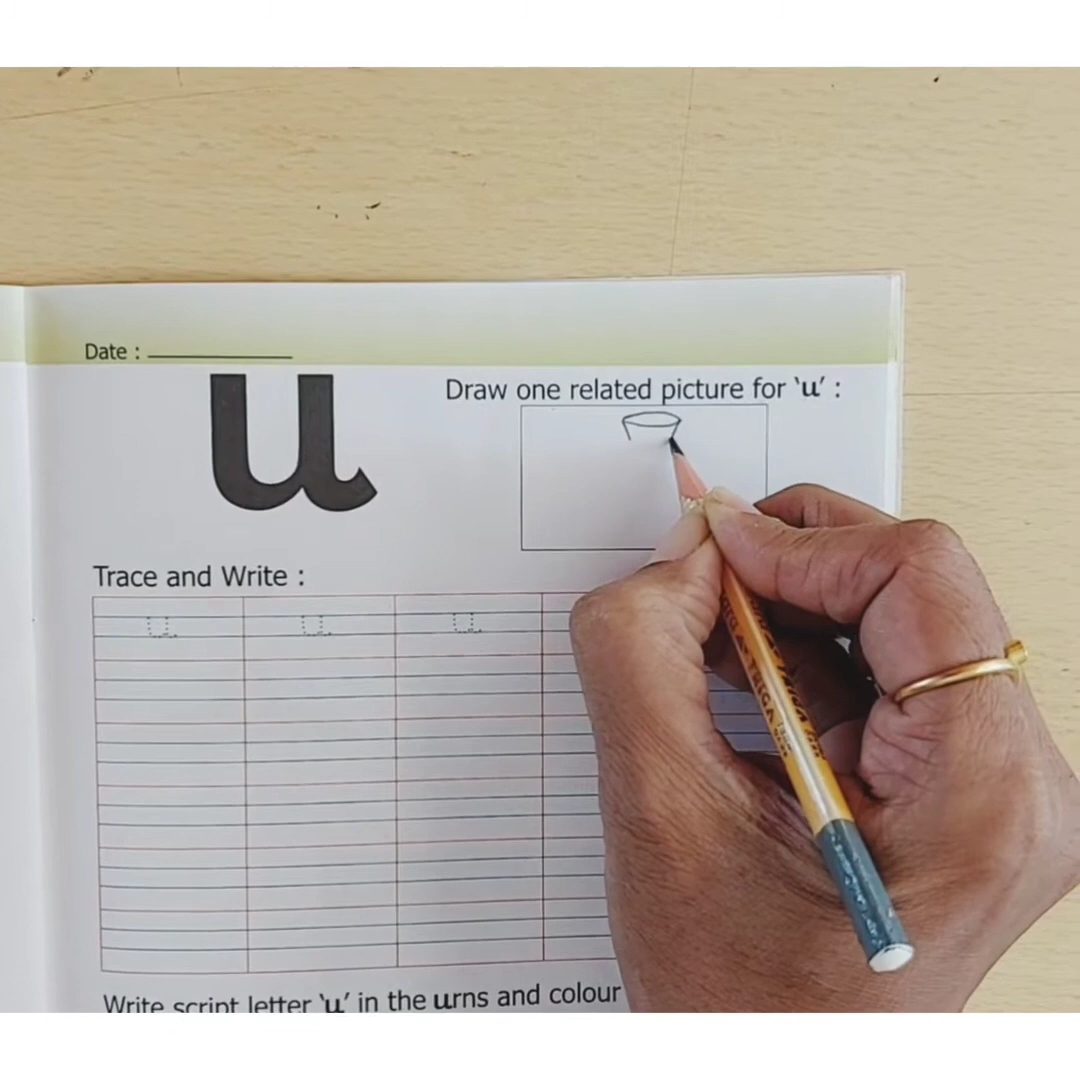 Date :
u
Draw one related picture for ‘u’ :
Trace and Write :
u u u
Write script letter ‘u’ in the urns and colour